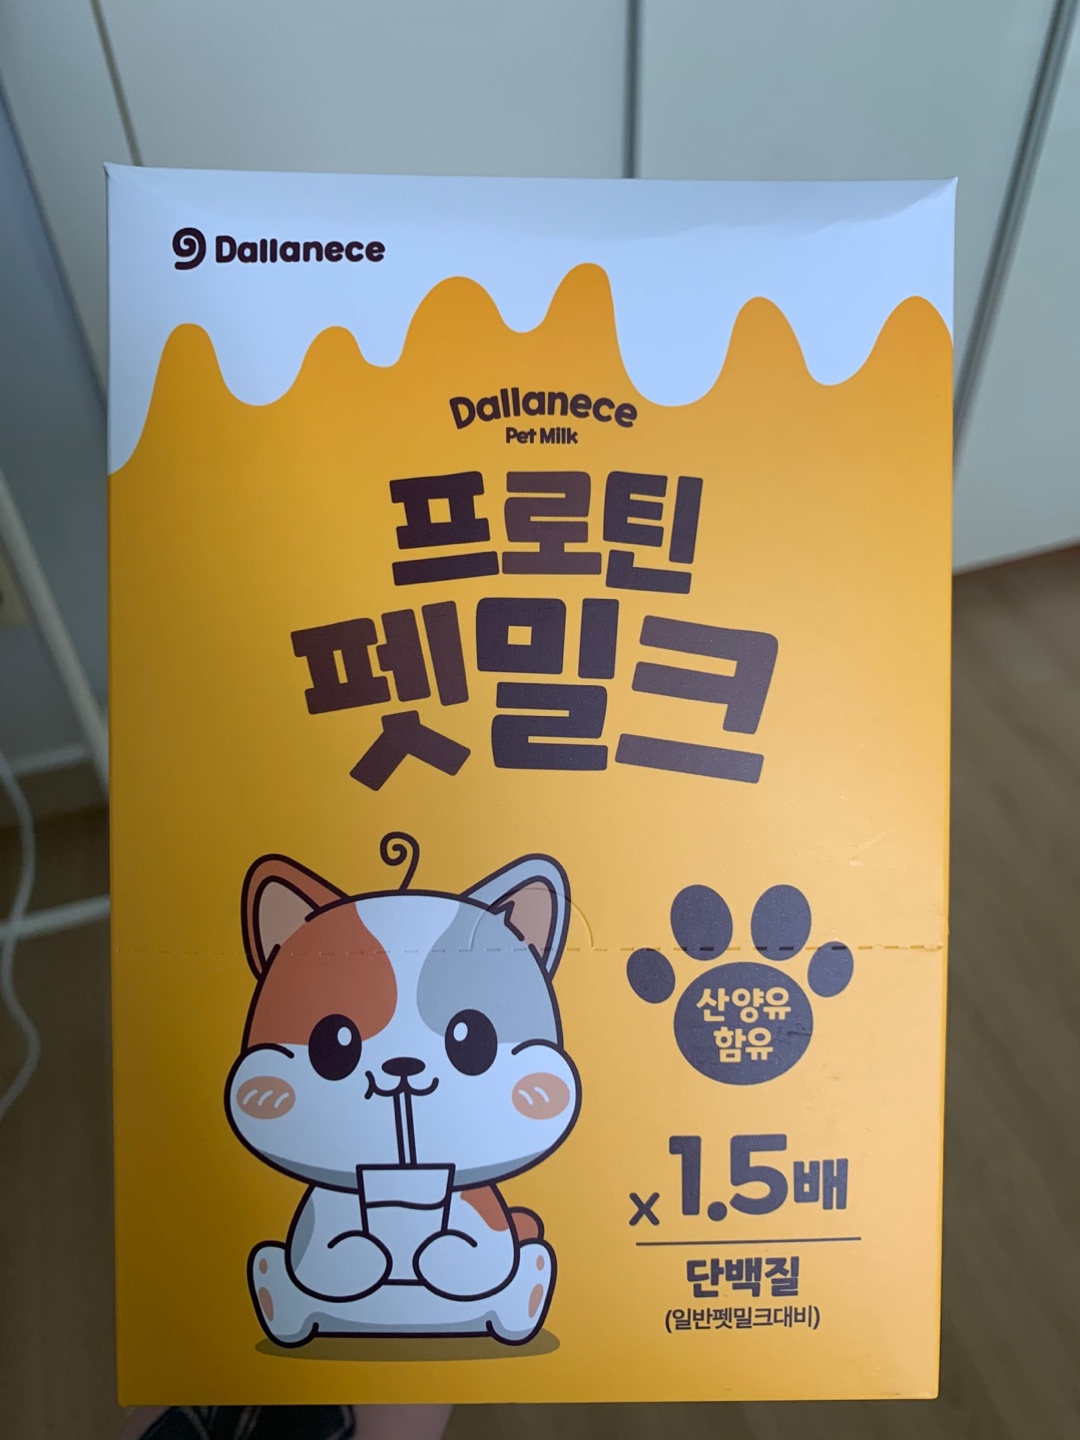 Dallanece
Dallanece
Pet Milk
프로틴
펫밀크
산양유
함유
x 1.5배
단백질
(일반펫밀크대비)